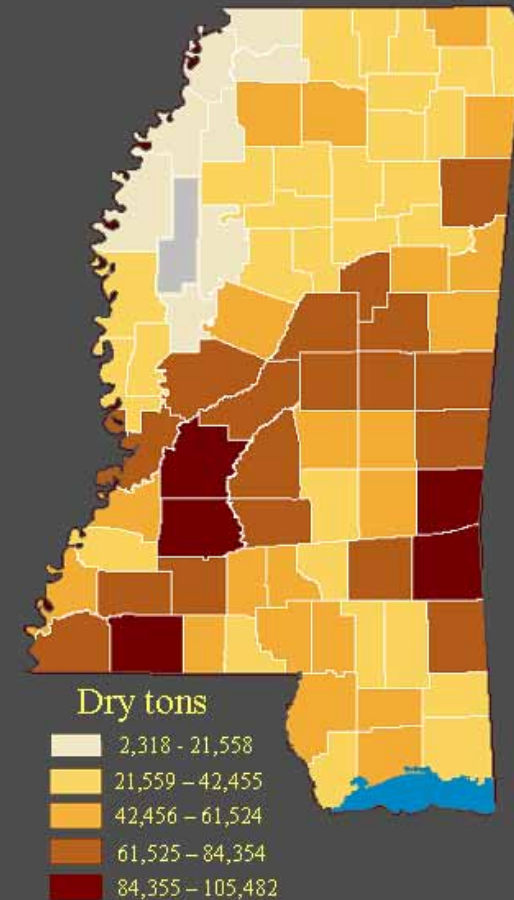 Dry tons
2,318 - 21,558
21,559 – 42,455
42,456 – 61,524
61,525 – 84,354
84,355 – 105,482